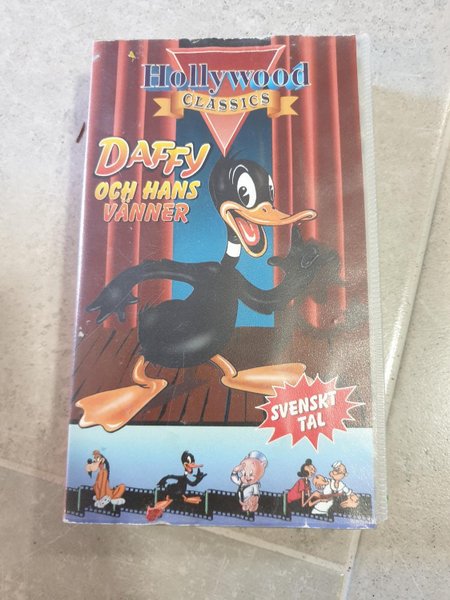 Hollywood
CLASSICS
DAFFY
OCH HANS
VÄNNER
SVENSKT
TAL